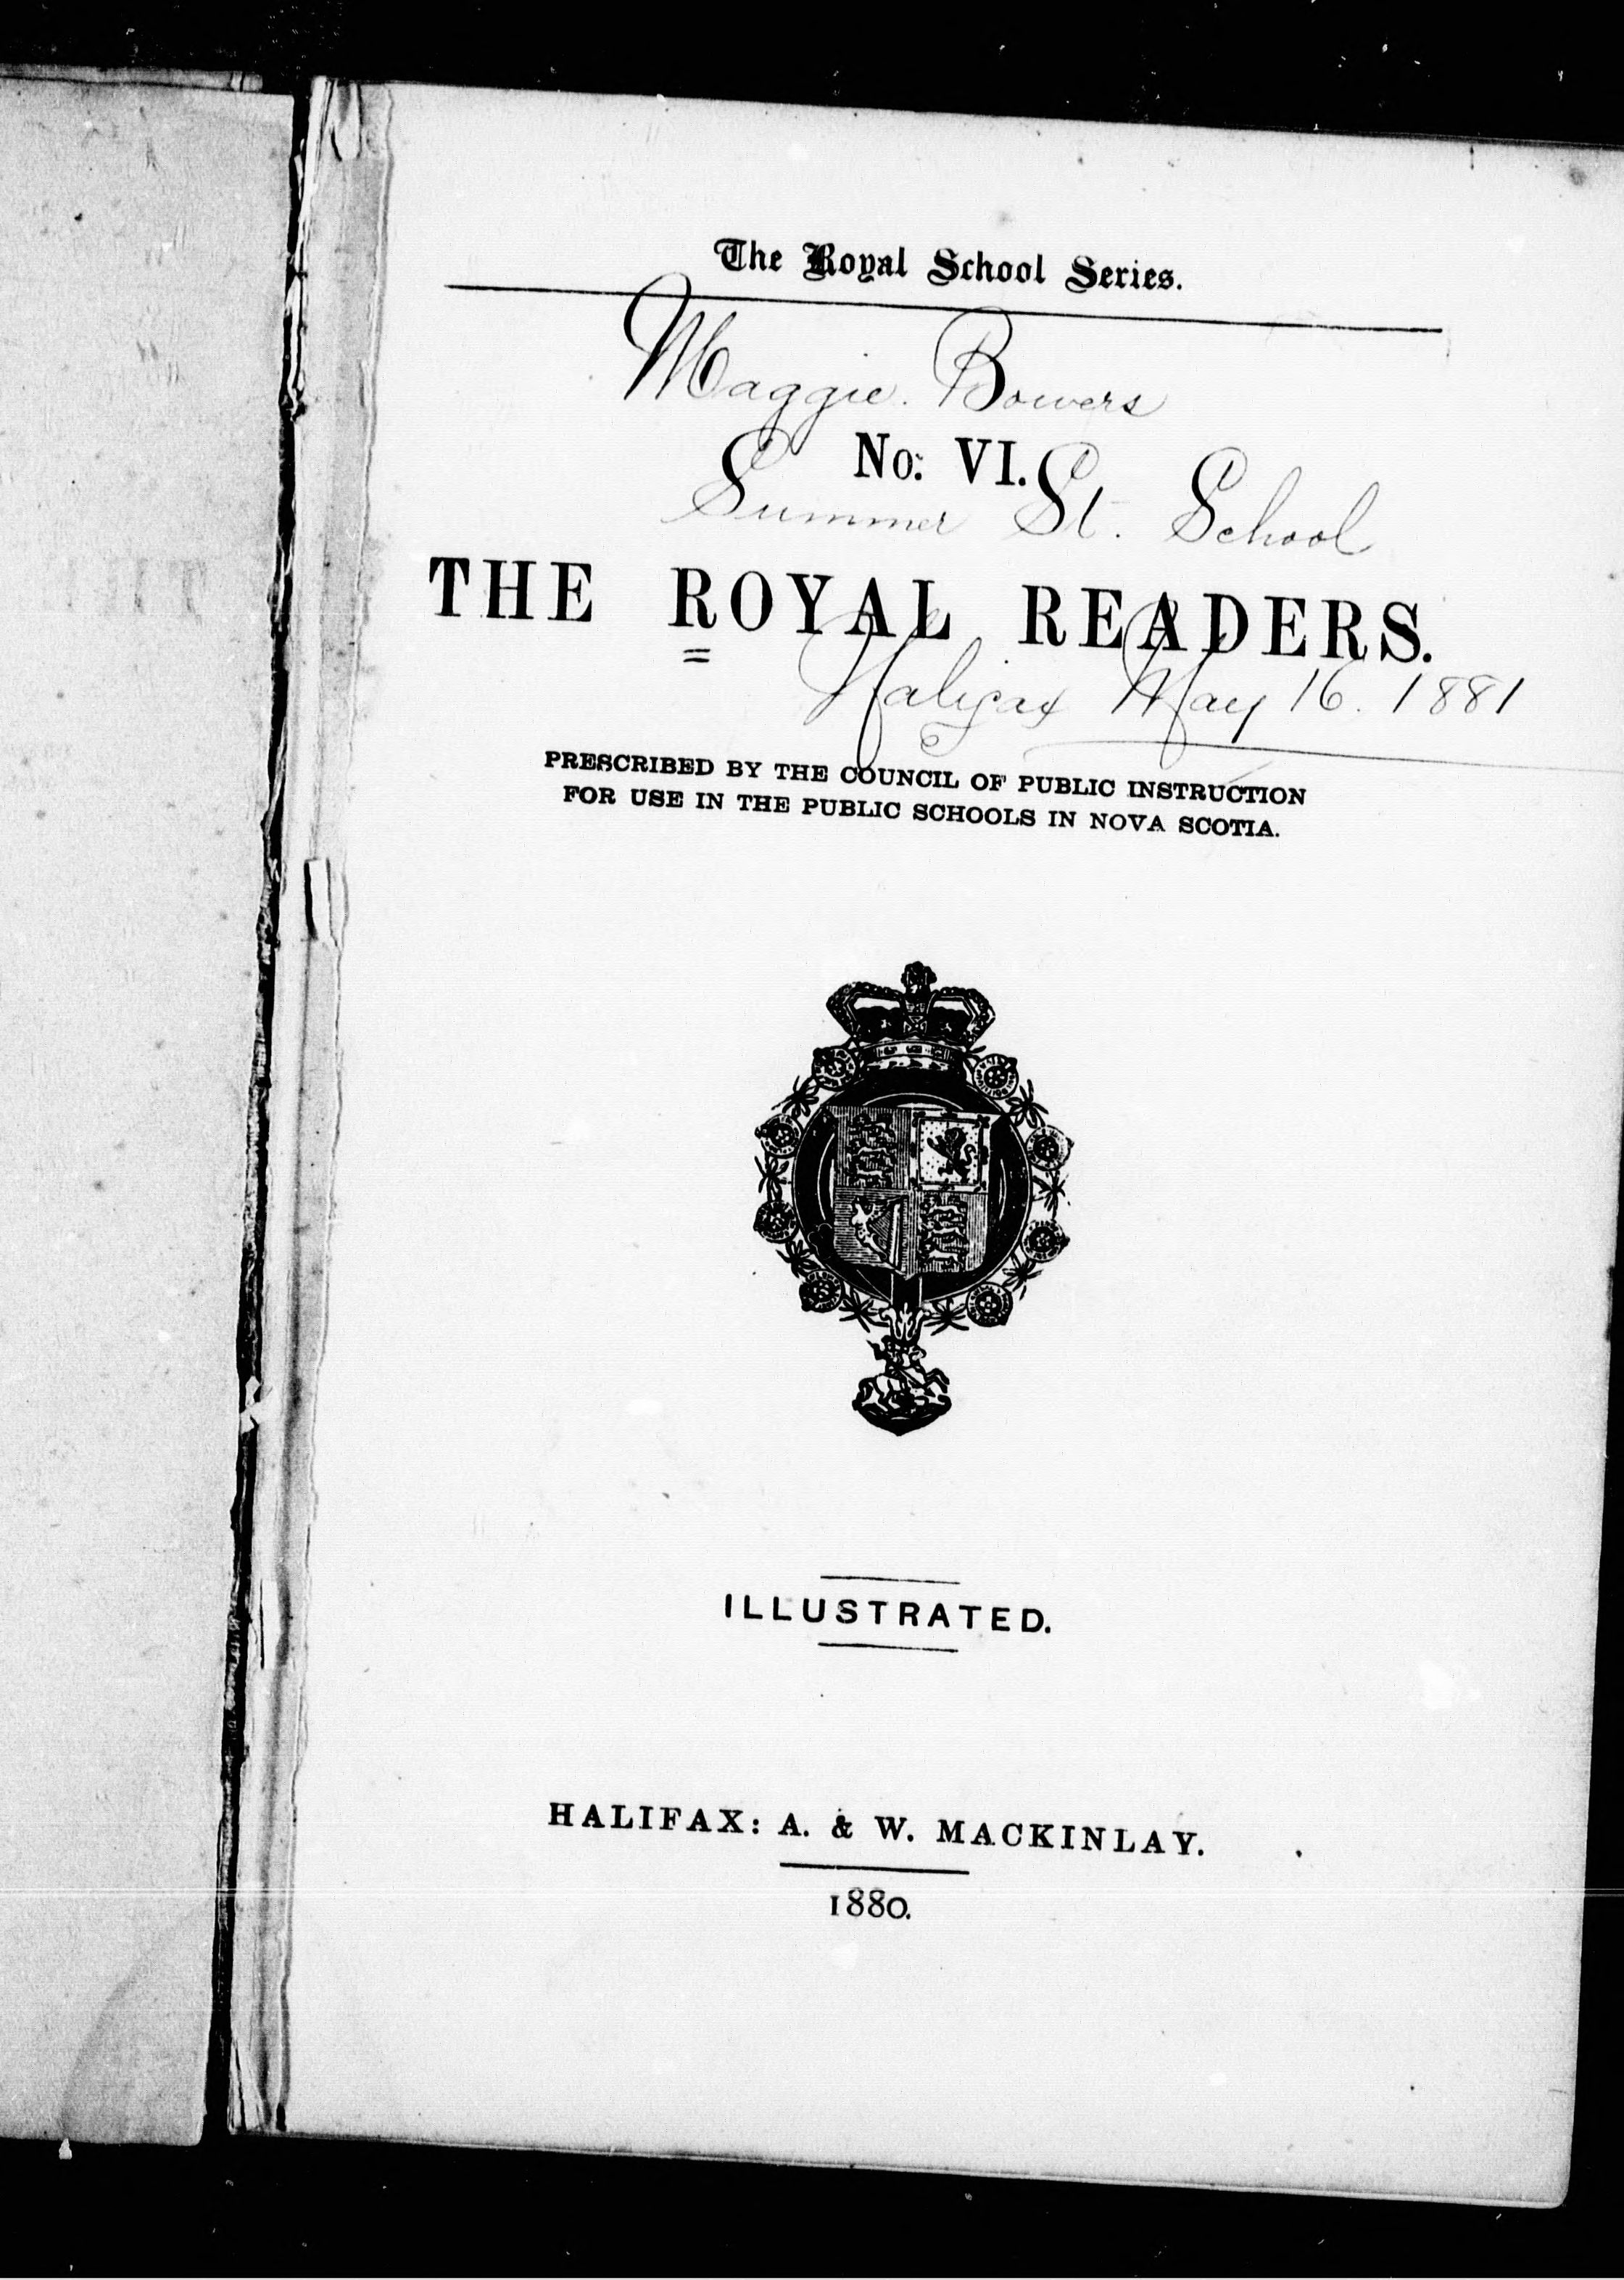 The Royal School Series.
Maggie. Bowers
No. VI.
Summer St. School
THE ROYAL READERS.
Halifax May 16. 1881
PRESCRIBED BY THE COUNCIL OF PUBLIC INSTRUCTION
FOR USE IN THE PUBLIC SCHOOLS IN NOVA SCOTIA.
ILLUSTRATED.
HALIFAX: A. & W. MACKINLAY.
1880.